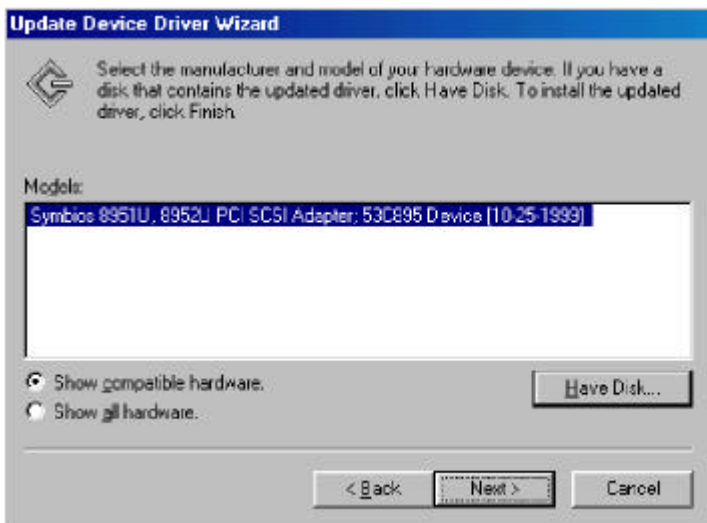 Update Device Driver Wizard
Select the manufacturer and model of your hardware device. If you have a
disk that contains the updated driver, click Have Disk. To install the updated
driver, click Finish.
Models:
Symbios 8951U, 8952U PCI SCSI Adapter; 53C895 Device [10-25-1999]
Show compatible hardware.
Have Disk...
Show all hardware.
< Back
Next >
Cancel